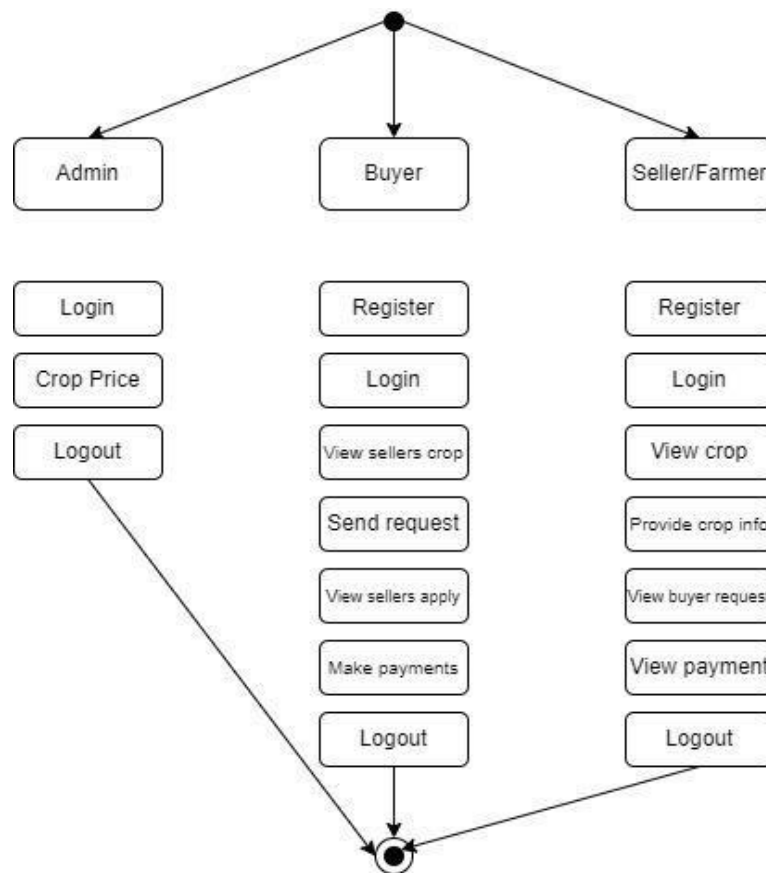 Admin
Buyer
Seller/Farmer
Login
Register
Register
Crop Price
Login
Login
Logout
View sellers crop
View crop
Send request
Provide crop info
View sellers apply
View buyer reques
Make payments
View payment
Logout
Logout